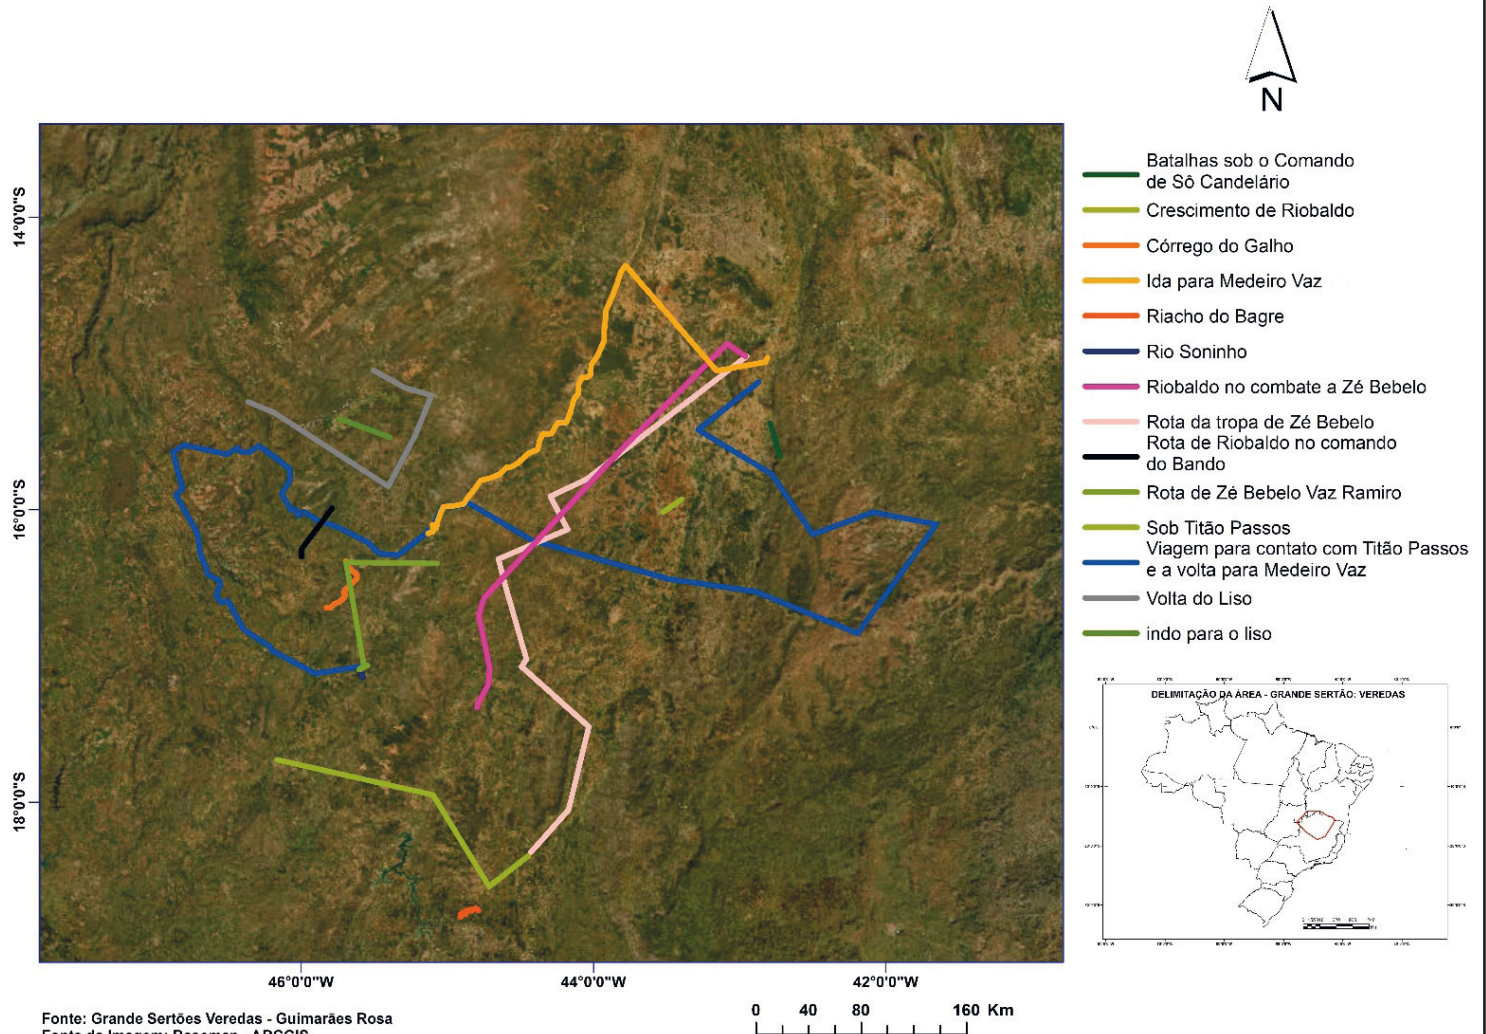 N
14°0'0"S
16°0'0"S
18°0'0"S
46°0'0"W
44°0'0"W
42°0'0"W
Batalhas sob o Comando
de Sô Candelário
Crescimento de Riobaldo
Córrego do Galho
Ida para Medeiro Vaz
Riacho do Bagre
Rio Soninho
Riobaldo no combate a Zé Bebelo
Rota da tropa de Zé Bebelo
Rota de Riobaldo no comando
do Bando
Rota de Zé Bebelo Vaz Ramiro
Sob Titão Passos
Viagem para contato com Titão Passos
e a volta para Medeiro Vaz
Volta do Liso
indo para o liso
DELIMITAÇÃO DA ÁREA - GRANDE SERTÃO: VEREDAS
0 40 80 160 Km
Fonte: Grande Sertões Veredas - Guimarães Rosa
Fonte da Imagem: Basemap - ARCGIS